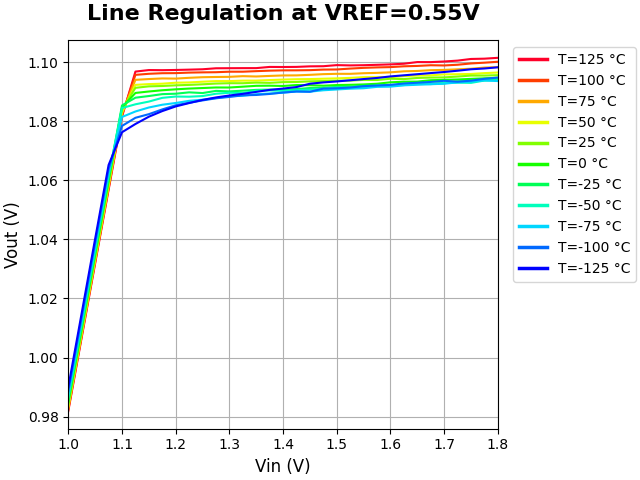 Line Regulation at VREF=0.55V
Vout (V)
1.10
1.08
1.06
1.04
1.02
1.00
0.98
1.0 1.1 1.2 1.3 1.4 1.5 1.6 1.7 1.8
Vin (V)
T=125 °C
T=100 °C
T=75 °C
T=50 °C
T=25 °C
T=0 °C
T=-25 °C
T=-50 °C
T=-75 °C
T=-100 °C
T=-125 °C